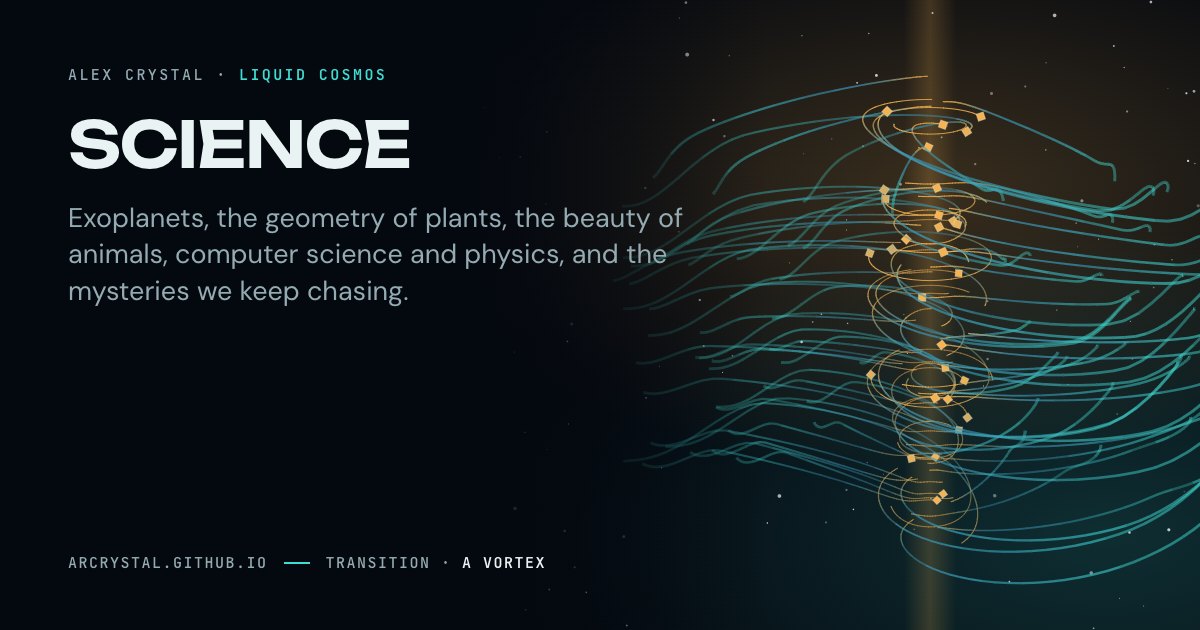 ALEX CRYSTAL · LIQUID COSMOS
SCIENCE
Exoplanets, the geometry of plants, the beauty of
animals, computer science and physics, and the
mysteries we keep chasing.
ARCRYSTAL.GITHUB.IO — TRANSITION · A VORTEX